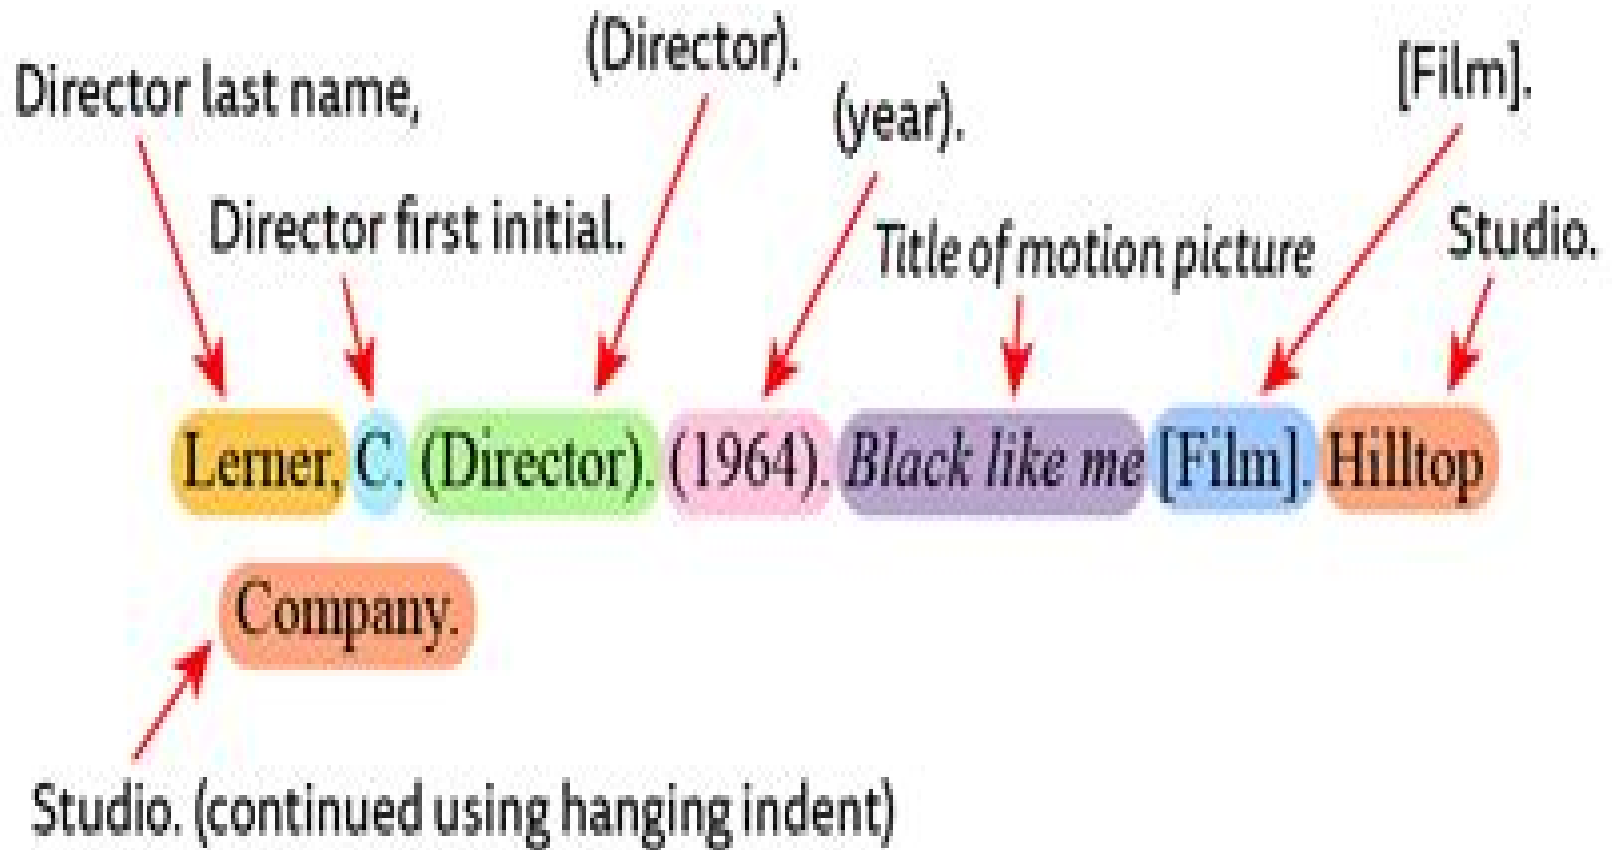 (Director).
[Film].
Director last name,
(year).
Director first initial.
Title of motion picture
Studio.
Lerner, C. (Director). (1964). Black like me [Film]. Hilltop
Company.
Studio. (continued using hanging indent)